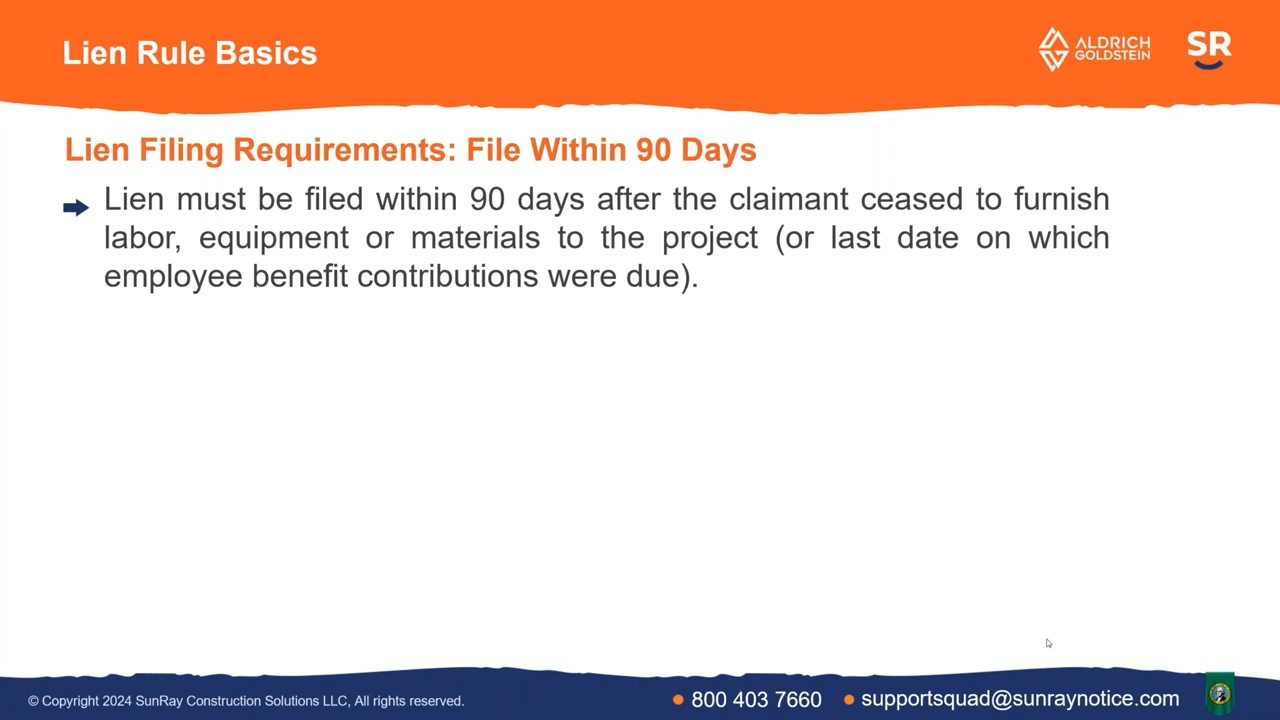 Lien Rule Basics
ALDRICH
GOLDSTEIN
SR
Lien Filing Requirements: File Within 90 Days
Lien must be filed within 90 days after the claimant ceased to furnish
labor, equipment or materials to the project (or last date on which
employee benefit contributions were due).
© Copyright 2024 SunRay Construction Solutions LLC, All rights reserved.
800 403 7660
supportsquad@sunraynotice.com